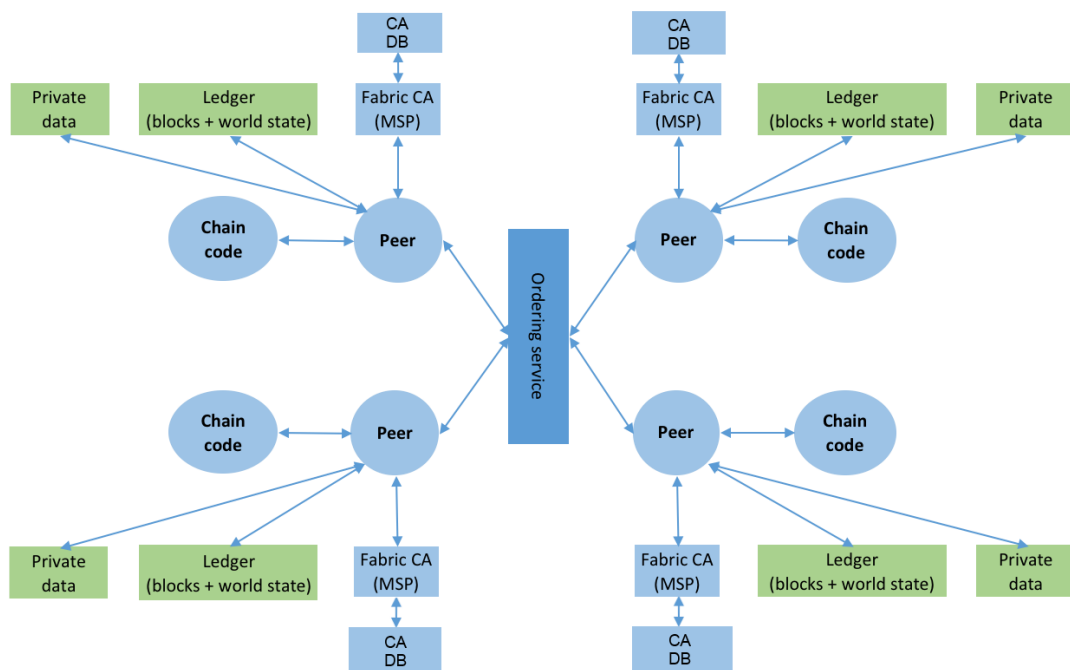 CA
DB
CA
DB
Private
data
Ledger
(blocks + world state)
Fabric CA
(MSP)
Fabric CA
(MSP)
Ledger
(blocks + world state)
Private
data
Chain
code
Peer
Peer
Chain
code
Ordering service
Chain
code
Peer
Peer
Chain
code
Private
data
Ledger
(blocks + world state)
Fabric CA
(MSP)
Fabric CA
(MSP)
Ledger
(blocks + world state)
Private
data
CA
DB
CA
DB